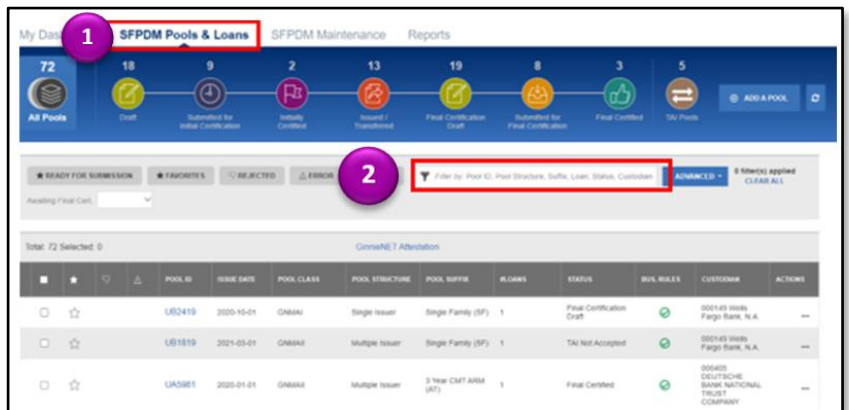 My Das
1
SFPDM Pools & Loans
SFPDM Maintenance
Reports
72
18
9
2
13
19
8
3
5
All Pools
Draft
Submitted for
Initial Certification
Initially
Certified
Issued /
Transferred
Final Certification
Draft
Submitted for
Final Certification
Final Certified
TAI Pools
ADD A POOL
READY FOR SUBMISSION
FAVORITES
REJECTED
ERROR
2
Filter by: Pool ID, Pool Structure, Suffix, Loan, Status, Custodian
ADVANCED
0 filter(s) applied
CLEAR ALL
Awaiting Final Cert.
Total: 72 Selected: 0
GinnieNET Attestation
POOL ID ISSUE DATE POOL CLASS POOL STRUCTURE POOL SUFFIX #LOANS STATUS BUS. RULES CUSTODIAN ACTIONS
UB2419 2020-10-01 GNMAI Single Issuer Single Family (SF) 1 Final Certification
Draft
000149 Wells
Fargo Bank, N.A.
...
UB1819 2021-03-01 GNMAII Multiple Issuer Single Family (SF) 1 TAI Not Accepted
000149 Wells
Fargo Bank, N.A.
...
UA5981 2020-01-01 GNMAII Multiple Issuer 3 Year CMT ARM
(AT)
1 Final Certified
000405
DEUTSCHE
BANK NATIONAL
TRUST
COMPANY
...